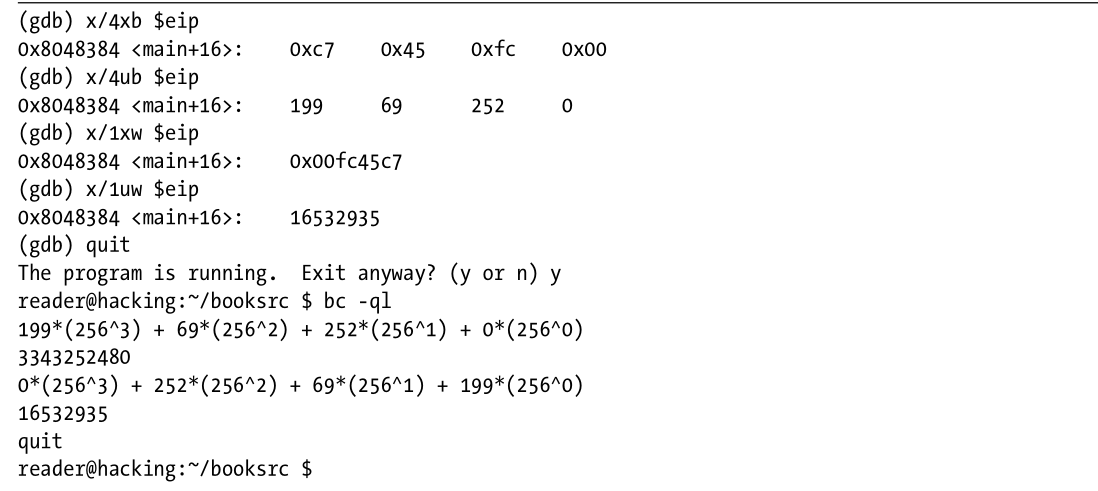 (gdb) x/4xb $eip
0x8048384 <main+16>:    0xc7    0x45    0xfc    0x00
(gdb) x/4ub $eip
0x8048384 <main+16>:    199     69      252     0
(gdb) x/1xw $eip
0x8048384 <main+16>:    0x00fc45c7
(gdb) x/1uw $eip
0x8048384 <main+16>:    16532935
(gdb) quit
The program is running.  Exit anyway? (y or n) y
reader@hacking:~/booksrc $ bc -ql
199*(256^3) + 69*(256^2) + 252*(256^1) + 0*(256^0)
3343252480
0*(256^3) + 252*(256^2) + 69*(256^1) + 199*(256^0)
16532935
quit
reader@hacking:~/booksrc $